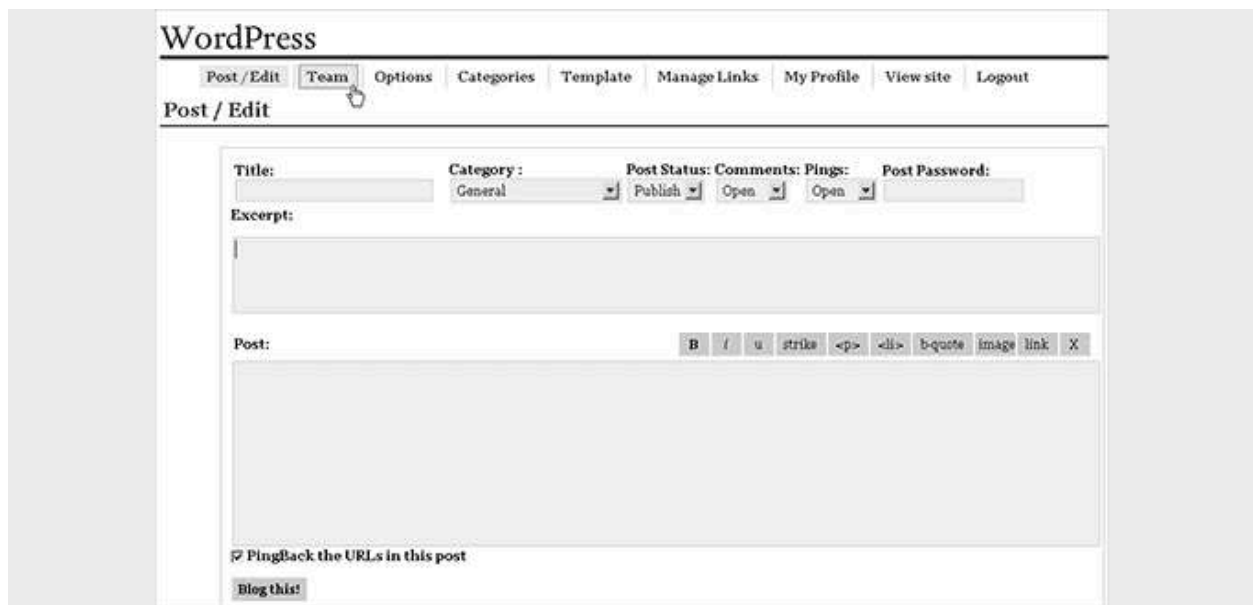 WordPress
Post / Edit Team Options Categories Template Manage Links My Profile View site Logout
Post / Edit
Title: Category : Post Status: Comments: Pings: Post Password:
General Publish Open Open
Excerpt:
Post: B i u strike <p> <li> b-quote image link X
PingBack the URLs in this post
Blog this!